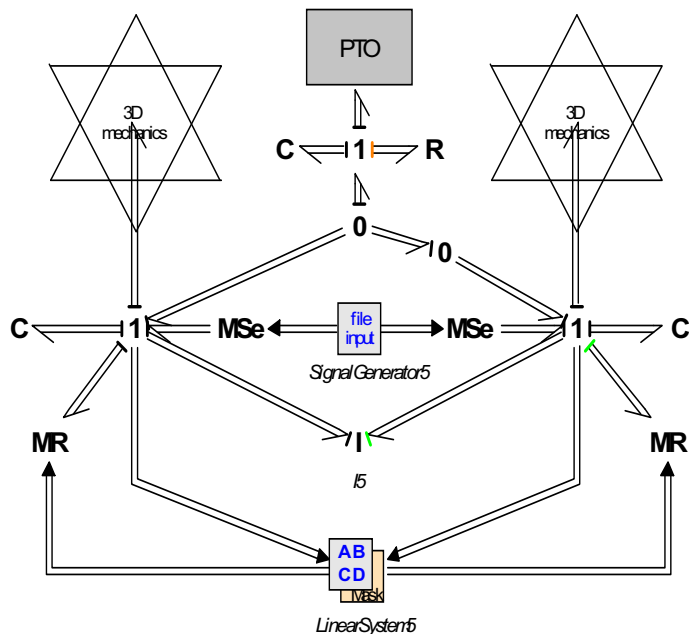 PTO
3D
mechanics
3D
mechanics
C 1 R
0
0
C 1 MSe file
input MSe 1 C
SignalGenerator5
MR I MR
I5
AB
CD
Mask
LinearSystem5